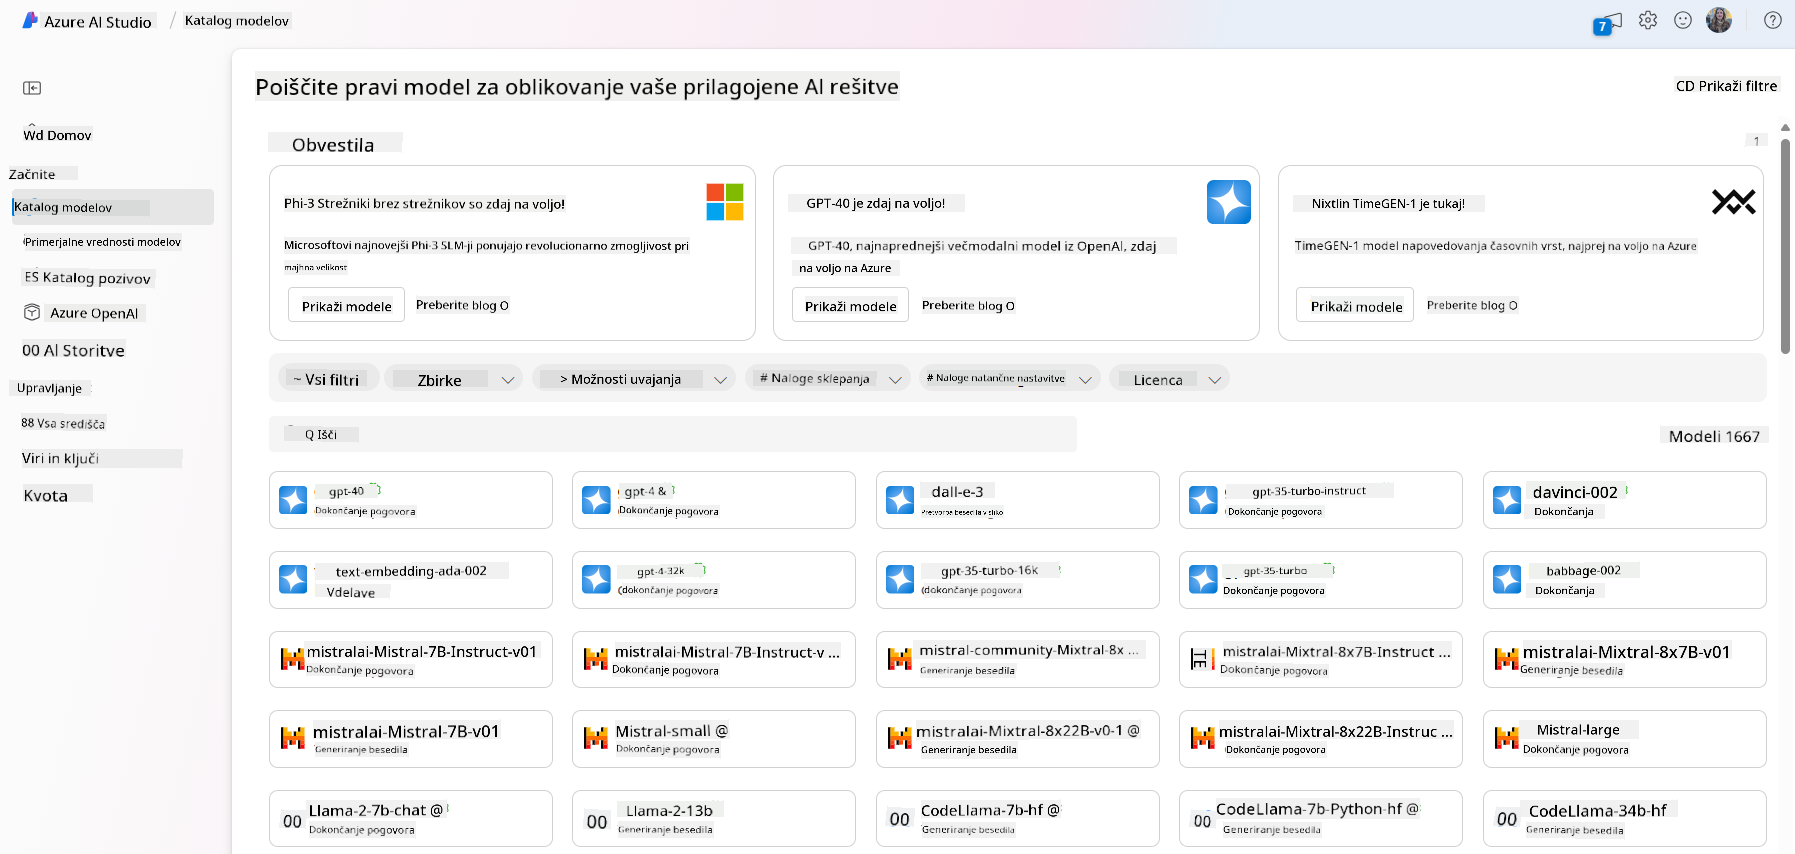 Azure AI Studio / Katalog modelov
7
Poiščite pravi model za oblikovanje vaše prilagojene AI rešitve
CD Prikaži filtre
Wd Domov
Začnite
Katalog modelov
Primerjalne vrednosti modelov
ES Katalog pozivov
Azure OpenAI
00 AI Storitve
Upravljanje
88 Vsa središča
Viri in ključi
Kvota
Obvestila
1
Phi-3 Strežniki brez strežnikov so zdaj na voljo!
Microsoftovi najnovejši Phi-3 SLM-ji ponujajo revolucionarno zmogljivost pri
majhna velikost
Prikaži modele
Preberite blog O
GPT-40 je zdaj na voljo!
GPT-40, najnaprednejši večmodalni model iz OpenAI, zdaj
na voljo na Azure
Prikaži modele
Preberite blog O
Nixtlin TimeGEN-1 je tukaj!
TimeGEN-1 model napovedovanja časovnih vrst, najprej na voljo na Azure
Prikaži modele
Preberite blog O
~ Vsi filtri
Zbirke
> Možnosti uvajanja
# Naloge sklepanja
# Naloge natančne nastavitve
Licenca
Q Išči
Modeli 1667
gpt-40
Dokončanje pogovora
gpt-4 &
Dokončanje pogovora
dall-e-3
Pretvorba besedila v sliko
gpt-35-turbo-instruct
Dokončanje pogovora
davinci-002
Dokončanja
text-embedding-ada-002
Vdelave
gpt-4-32k
(dokončanje pogovora
gpt-35-turbo-16k
(dokončanje pogovora
gpt-35-turbo
Dokončanje pogovora
babbage-002
Dokončanja
mistralai-Mistral-7B-Instruct-v01
Dokončanje pogovora
mistralai-Mistral-7B-Instruct-v ...
Dokončanje pogovora
mistral-community-Mixtral-8x ...
Generiranje besedila
mistralai-Mixtral-8x7B-Instruct ...
Dokončanje pogovora
mistralai-Mixtral-8x7B-v01
Generiranje besedila
mistralai-Mistral-7B-v01
Generiranje besedila
Mistral-small @
Dokončanje pogovora
mistralai-Mixtral-8x22B-v0-1 @
Generiranje besedila
mistralai-Mixtral-8x22B-Instruc ...
Dokončanje pogovora
Mistral-large
Dokončanje pogovora
00 Llama-2-7b-chat @
Dokončanje pogovora
00 Llama-2-13b
Generiranje besedila
00 CodeLlama-7b-hf @
Generiranje besedila
00 CodeLlama-7b-Python-hf @
Generiranje besedila
00 CodeLlama-34b-hf
Generiranje besedila